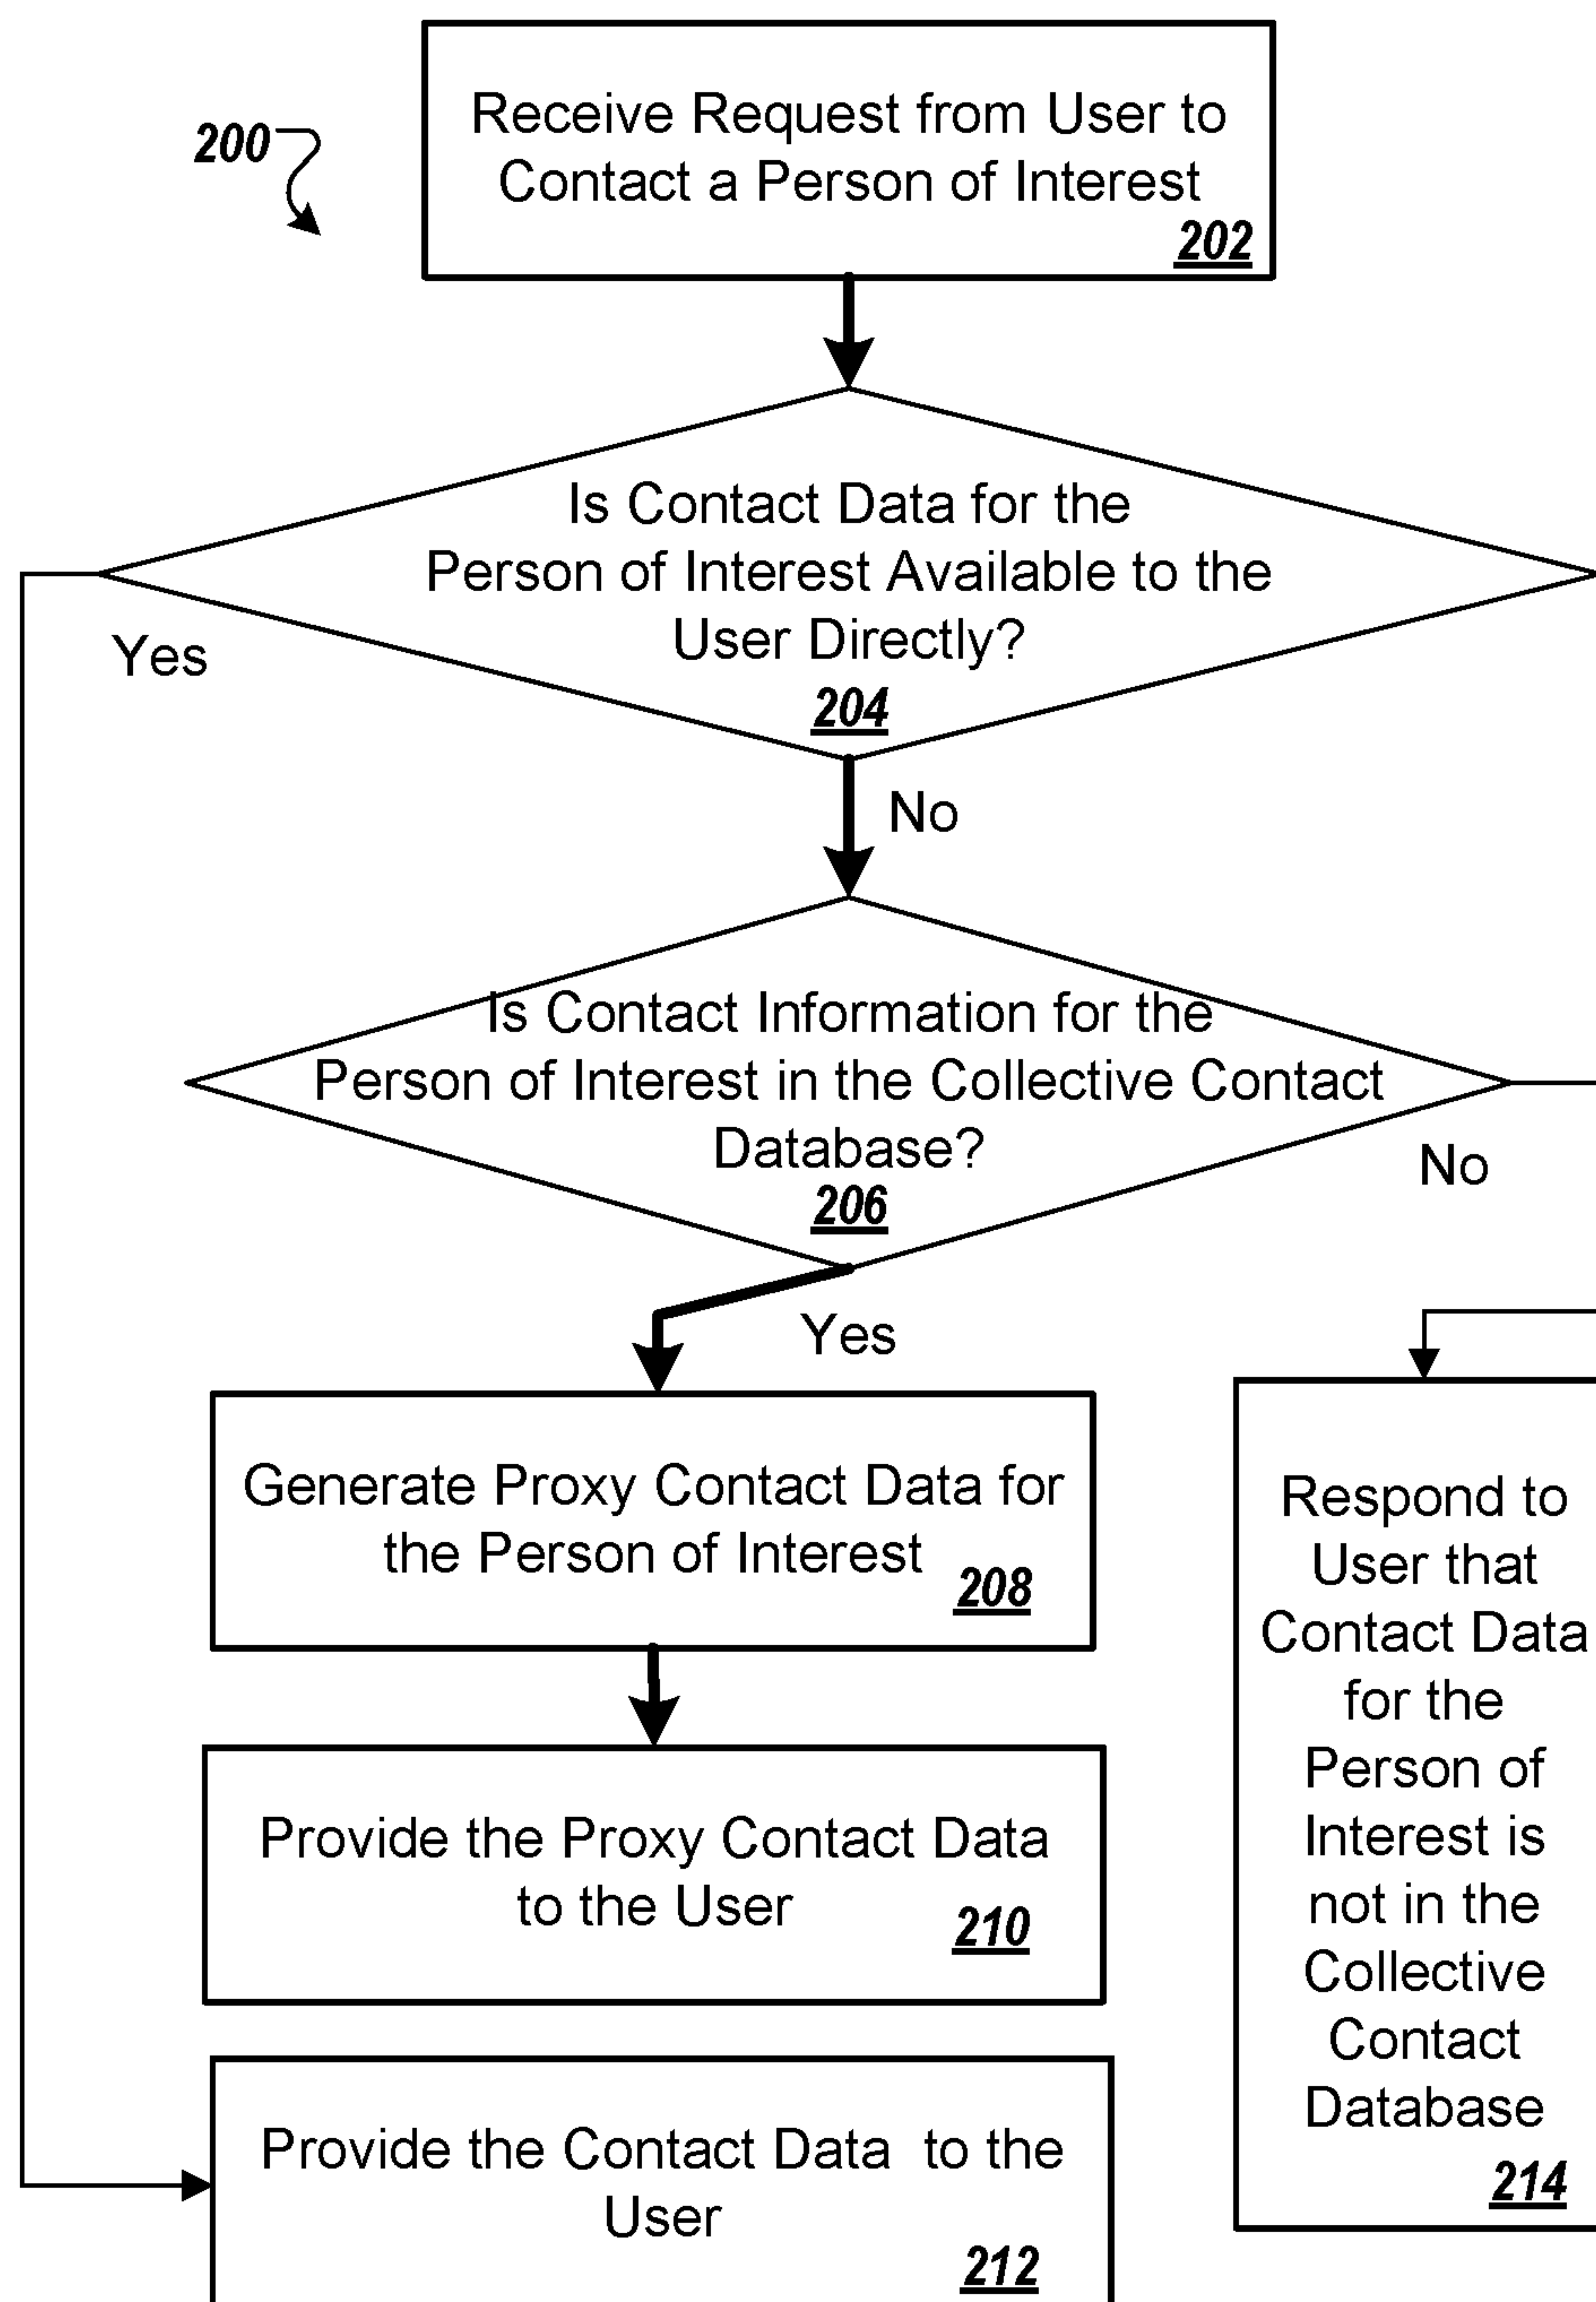 200
Receive Request from User to
Contact a Person of Interest
202
Is Contact Data for the
Person of Interest Available to the
User Directly?
204
Yes
No
Is Contact Information for the
Person of Interest in the Collective Contact
Database?
206
No
Yes
Generate Proxy Contact Data for
the Person of Interest
208
Provide the Proxy Contact Data
to the User
210
Provide the Contact Data to the
User
212
Respond to
User that
Contact Data
for the
Person of
Interest is
not in the
Collective
Contact
Database
214